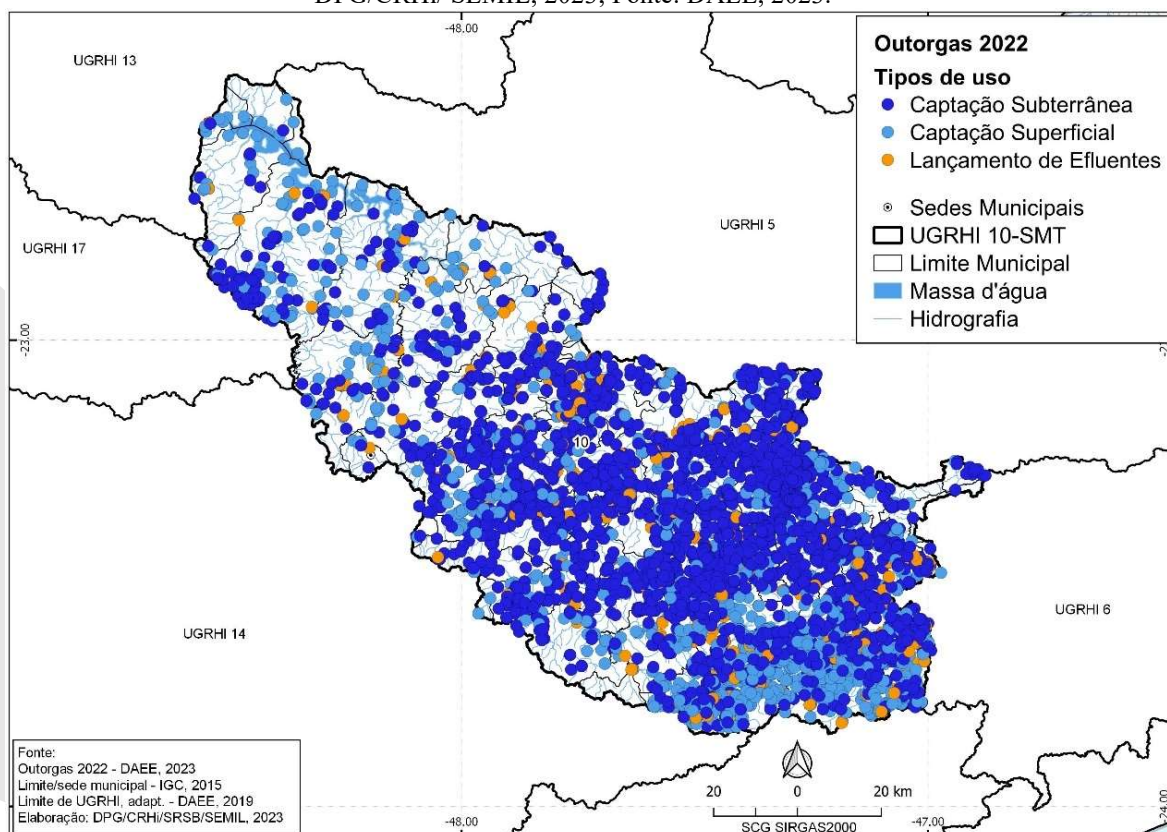 DPG/CRHi/ SEMIL, 2023; Fonte: DAEE, 2023.
-48.00
UGRHI 13
Outorgas 2022
Tipos de uso
Captação Subterrânea
Captação Superficial
Lançamento de Efluentes
Sedes Municipais
UGRHI 10-SMT
Limite Municipal
Massa d'água
Hidrografia
UGRHI 17
UGRHI 5
-23.00
10
UGRHI 14
UGRHI 6
Fonte:
Outorgas 2022 - DAEE, 2023
Limite/sede municipal - IGC, 2015
Limite de UGRHI, adapt. - DAEE, 2019
Elaboração: DPG/CRHi/SRSB/SEMIL, 2023
20 0 20 km
SCG SIRGAS2000
-48.00
-47.00
-24.00